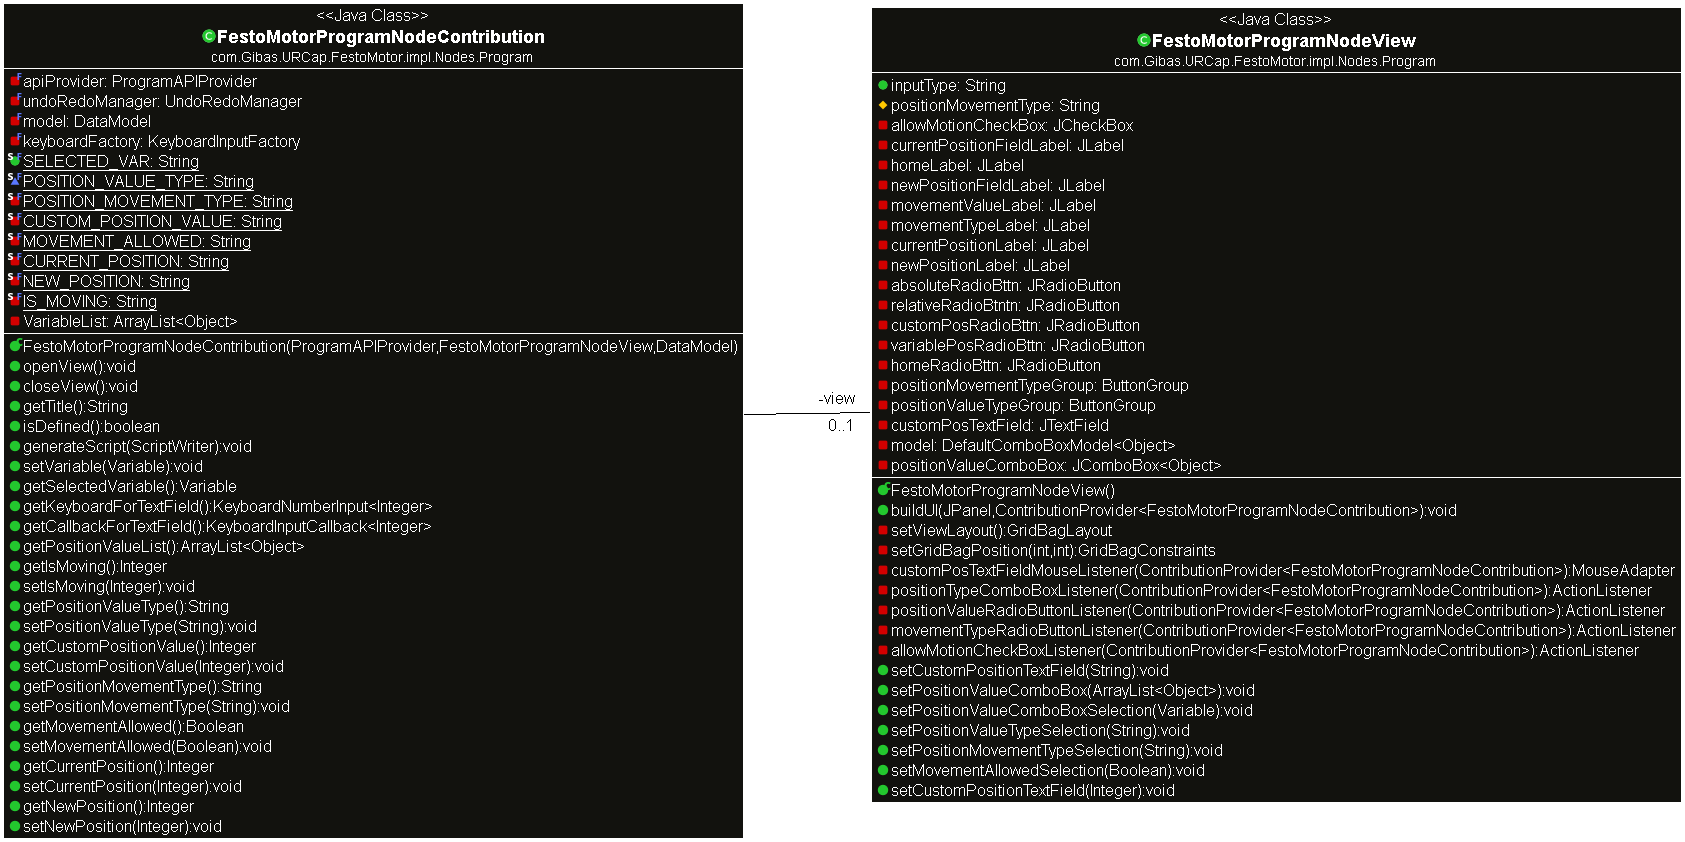 <<Java Class>>
FestoMotorProgramNodeContribution
com.Gibas.URCap.FestoMotor.impl.Nodes.Program
apiProvider: ProgramAPIProvider
undoRedoManager: UndoRedoManager
model: DataModel
keyboardFactory: KeyboardInputFactory
SELECTED_VAR: String
POSITION_VALUE_TYPE: String
POSITION_MOVEMENT_TYPE: String
CUSTOM_POSITION_VALUE: String
MOVEMENT_ALLOWED: String
CURRENT_POSITION: String
NEW_POSITION: String
IS_MOVING: String
VariableList: ArrayList<Object>
FestoMotorProgramNodeContribution(ProgramAPIProvider,FestoMotorProgramNodeView,DataModel)
openView():void
closeView():void
getTitle():String
isDefined():boolean
generateScript(ScriptWriter):void
setVariable(Variable):void
getSelectedVariable():Variable
getKeyboardForTextField():KeyboardNumberInput<Integer>
getCallbackForTextField():KeyboardInputCallback<Integer>
getPositionValueList():ArrayList<Object>
getIsMoving():Integer
setIsMoving(Integer):void
getPositionValueType():String
setPositionValueType(String):void
getCustomPositionValue():Integer
setCustomPositionValue(Integer):void
getPositionMovementType():String
setPositionMovementType(String):void
getMovementAllowed():Boolean
setMovementAllowed(Boolean):void
getCurrentPosition():Integer
setCurrentPosition(Integer):void
getNewPosition():Integer
setNewPosition(Integer):void
-view
0..1
<<Java Class>>
FestoMotorProgramNodeView
com.Gibas.URCap.FestoMotor.impl.Nodes.Program
inputType: String
positionMovementType: String
allowMotionCheckBox: JCheckBox
currentPositionFieldLabel: JLabel
homeLabel: JLabel
newPositionFieldLabel: JLabel
movementValueLabel: JLabel
movementTypeLabel: JLabel
currentPositionLabel: JLabel
newPositionLabel: JLabel
absoluteRadioBttn: JRadioButton
relativeRadioBtntn: JRadioButton
customPosRadioBttn: JRadioButton
variablePosRadioBttn: JRadioButton
homeRadioBttn: JRadioButton
positionMovementTypeGroup: ButtonGroup
positionValueTypeGroup: ButtonGroup
customPosTextField: JTextField
model: DefaultComboBoxModel<Object>
positionValueComboBox: JComboBox<Object>
FestoMotorProgramNodeView()
buildUI(JPanel,ContributionProvider<FestoMotorProgramNodeContribution>):void
setViewLayout():GridBagLayout
setGridBagPosition(int,int):GridBagConstraints
customPosTextFieldMouseListener(ContributionProvider<FestoMotorProgramNodeContribution>):MouseAdapter
positionTypeComboBoxListener(ContributionProvider<FestoMotorProgramNodeContribution>):ActionListener
positionValueRadioButtonListener(ContributionProvider<FestoMotorProgramNodeContribution>):ActionListener
movementTypeRadioButtonListener(ContributionProvider<FestoMotorProgramNodeContribution>):ActionListener
allowMotionCheckBoxListener(ContributionProvider<FestoMotorProgramNodeContribution>):ActionListener
setCustomPositionTextField(String):void
setPositionValueComboBox(ArrayList<Object>):void
setPositionValueComboBoxSelection(Variable):void
setPositionValueTypeSelection(String):void
setPositionMovementTypeSelection(String):void
setMovementAllowedSelection(Boolean):void
setCustomPositionTextField(Integer):void